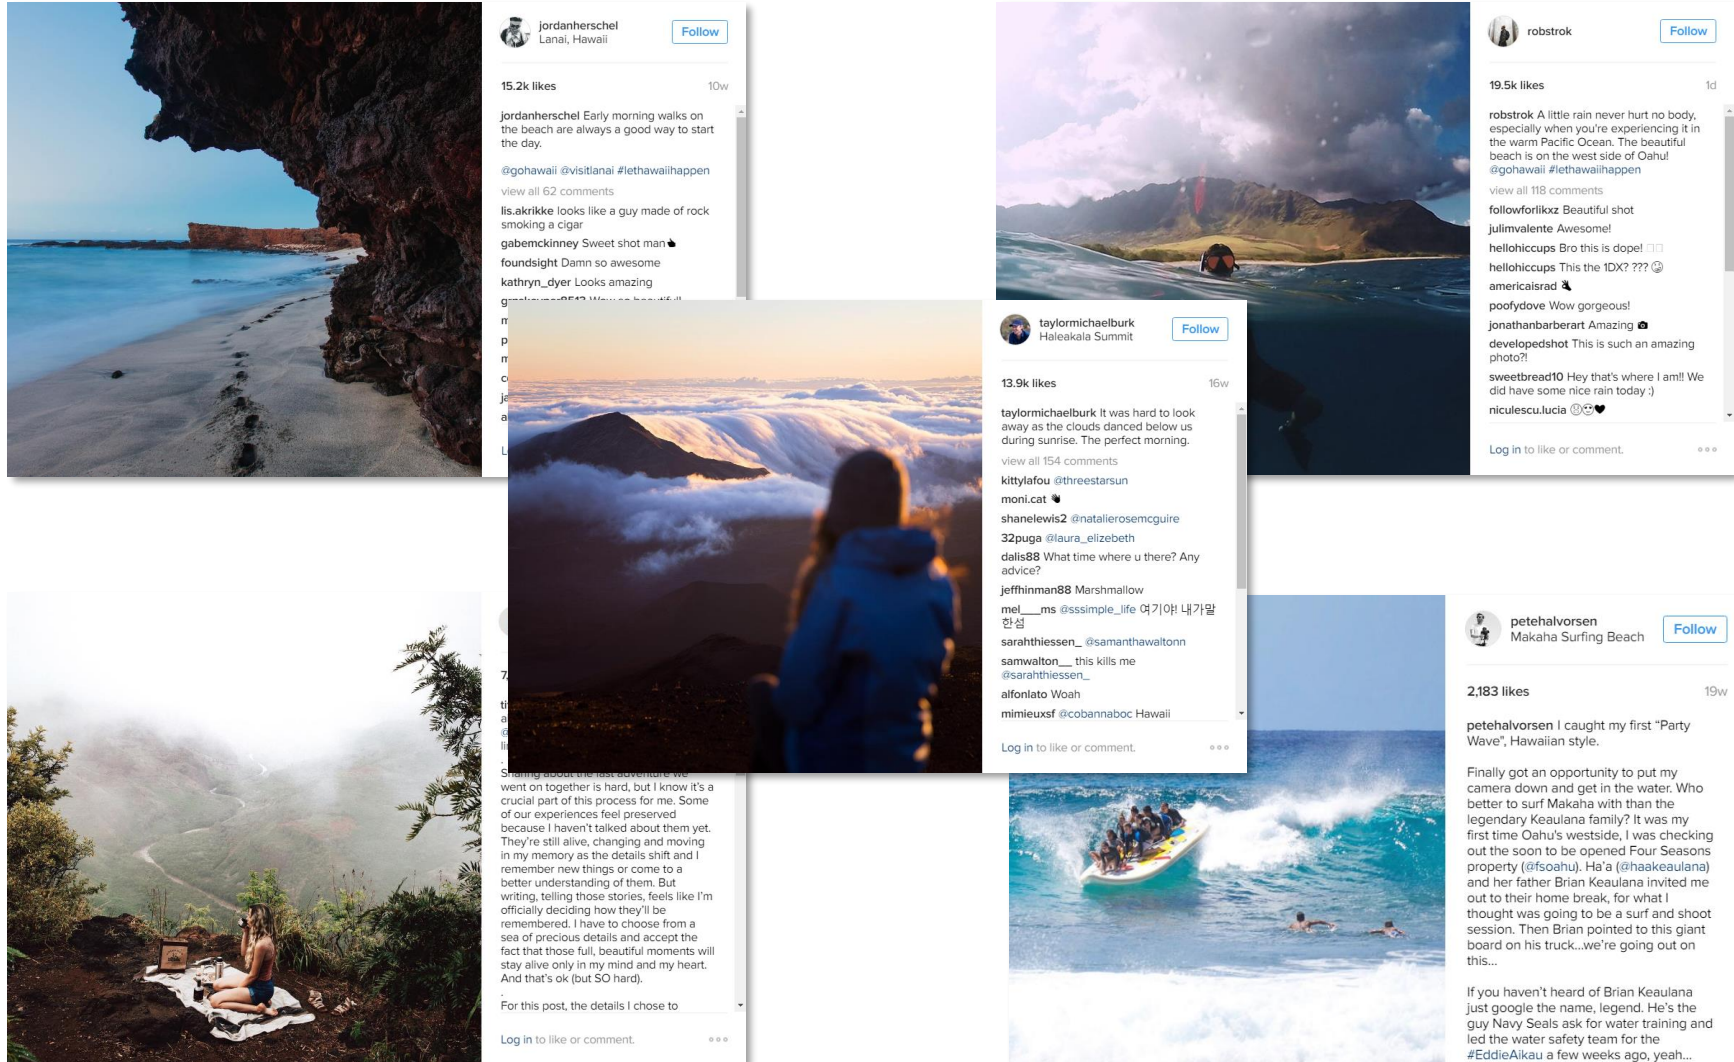 jordanherschel
Lanai, Hawaii
Follow
15.2k likes
10w
jordanherschel Early morning walks on
the beach are always a good way to start
the day.
@gohawaii @visitlanai #lethawaiihappen
view all 62 comments
lis.akrikke looks like a guy made of rock
smoking a cigar
gabemckinney Sweet shot man
foundsight Damn so awesome
kathryn_dyer Looks amazing
robstrok
Follow
19.5k likes
1d
robstrok A little rain never hurt no body,
especially when you're experiencing it in
the warm Pacific Ocean. The beautiful
beach is on the west side of Oahu!
@gohawaii #lethawaiihappen
view all 118 comments
followforlikxz Beautiful shot
julimvalente Awesome!
hellohiccups Bro this is dope!
hellohiccups This the 1DX? ???
americaisrad
poofydove Wow gorgeous!
jonathanbarberart Amazing
developedshot This is such an amazing
photo?!
sweetbread10 Hey that's where I am!! We
did have some nice rain today :)
niculescu.lucia
Log in to like or comment.
taylormichaelburk
Haleakala Summit
Follow
13.9k likes
16w
taylormichaelburk It was hard to look
away as the clouds danced below us
during sunrise. The perfect morning.
view all 154 comments
kittylafou @threestarsun
moni.cat
shanelewis2 @natalierosemcguire
32puga @laura_elizebeth
dalis88 What time where u there? Any
advice?
jeffhinman88 Marshmallow
mel___ms @sssimple_life 여기야! 내가말
한섬
sarahthiessen_ @samanthawaltonn
samwalton__ this kills me
@sarahthiessen_
alfonlato Woah
mimieuxsf @cobannaboc Hawaii
Log in to like or comment.
Sharing about the last adventure we
went on together is hard, but I know it's a
crucial part of this process for me. Some
of our experiences feel preserved
because I haven't talked about them yet.
They're still alive, changing and moving
in my memory as the details shift and I
remember new things or come to a
better understanding of them. But
writing, telling those stories, feels like I'm
officially deciding how they'll be
remembered. I have to choose from a
sea of precious details and accept the
fact that those full, beautiful moments will
stay alive only in my mind and my heart.
And that's ok (but SO hard).
.
For this post, the details I chose to
Log in to like or comment.
petehalvorsen
Makaha Surfing Beach
Follow
2,183 likes
19w
petehalvorsen I caught my first “Party
Wave", Hawaiian style.
Finally got an opportunity to put my
camera down and get in the water. Who
better to surf Makaha with than the
legendary Keaulana family? It was my
first time Oahu's westside, I was checking
out the soon to be opened Four Seasons
property (@fsoahu). Ha'a (@haakeaulana)
and her father Brian Keaulana invited me
out to their home break, for what I
thought was going to be a surf and shoot
session. Then Brian pointed to this giant
board on his truck...we're going out on
this...
If you haven't heard of Brian Keaulana
just google the name, legend. He's the
guy Navy Seals ask for water training and
led the water safety team for the
#EddieAikau a few weeks ago, yeah...